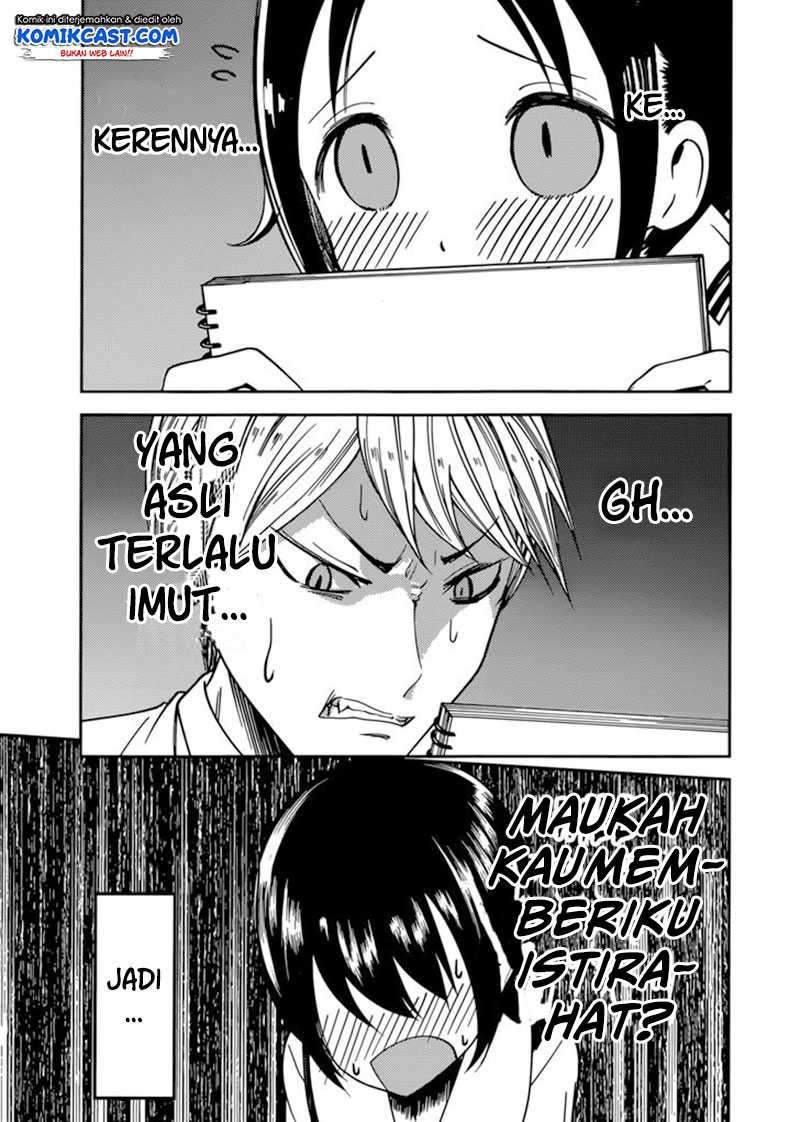 Komik ini diterjemahkan & diedit oleh
KOMIKCAST.COM
BUKAN WEB LAIN!!
KE...
KERENNYA...
GH...
YANG
ASLI
TERLALU
IMUT...
MAUKAH
KAUMEM-
BERIKU
ISTIRA-
HAT?
JADI
...